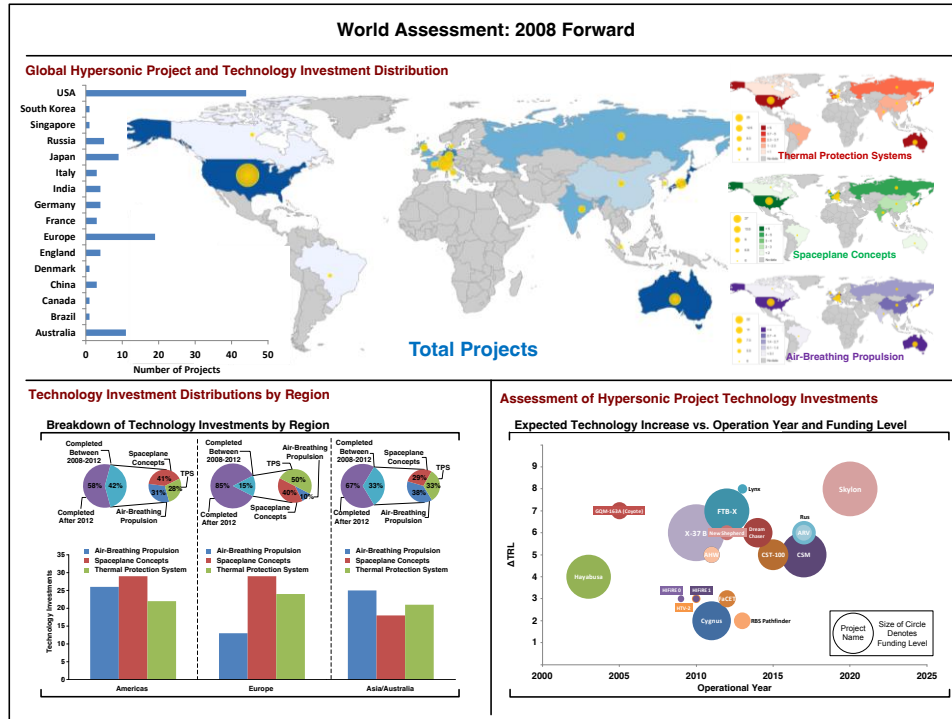 World Assessment: 2008 Forward
Global Hypersonic Project and Technology Investment Distribution
USA
South Korea
Singapore
Russia
Japan
Italy
India
Germany
France
Europe
England
Denmark
China
Canada
Brazil
Australia
0 10 20 30 40 50
Number of Projects
Total Projects
Thermal Protection Systems
Spaceplane Concepts
Air-Breathing Propulsion
Technology Investment Distributions by Region
Breakdown of Technology Investments by Region
Completed
Between
2008-2012
Spaceplane
Concepts
TPS
58% 42%
41%
31% 28%
Completed
After 2012
Air-Breathing
Propulsion
Completed
Between
2008-2012
Air-Breathing
Propulsion
TPS
85% 15%
50%
40% 10%
Completed
After 2012
Spaceplane
Concepts
Completed
Between
2008-2012
Spaceplane
Concepts
TPS
67% 33%
29%
38% 33%
Completed
After 2012
Air-Breathing
Propulsion
Air-Breathing Propulsion
Spaceplane Concepts
Thermal Protection System
Air-Breathing Propulsion
Spaceplane Concepts
Thermal Protection System
Air-Breathing Propulsion
Spaceplane Concepts
Thermal Protection System
Technology Investments
35
30
25
20
15
10
5
0
Americas
Europe
Asia/Australia
Assessment of Hypersonic Project Technology Investments
Expected Technology Increase vs. Operation Year and Funding Level
ΔTRL
9
8
7
6
5
4
3
2
1
Lynx
Skylon
GQM-163A (Coyote)
FTB-X
Rus
X-37 B
New Shepherd
Dream
Chaser
ARV
AHW
CST-100
CSM
Hayabusa
HIFIRE 0
HIFIRE 1
HTV-2
FaCET
Cygnus
RBS Pathfinder
Project
Name
Size of Circle
Denotes
Funding Level
2000 2005 2010 2015 2020 2025
Operational Year